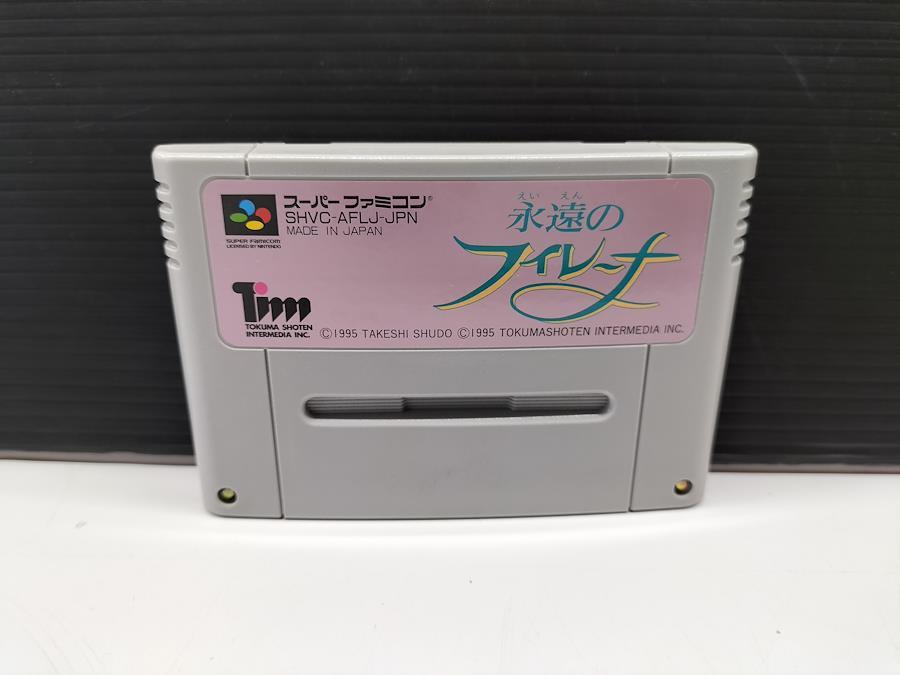 スーパーファミコン®
SHVC-AFLJ-JPN
MADE IN JAPAN
SUPER FAMICOM
LICENSED BY NINTENDO
えいえん
永遠の
フィレーナ
Tim
TOKUMA SHOTEN
INTERMEDIA INC.
©1995 TAKESHI SHUDO ©1995 TOKUMASHOTEN INTERMEDIA INC.